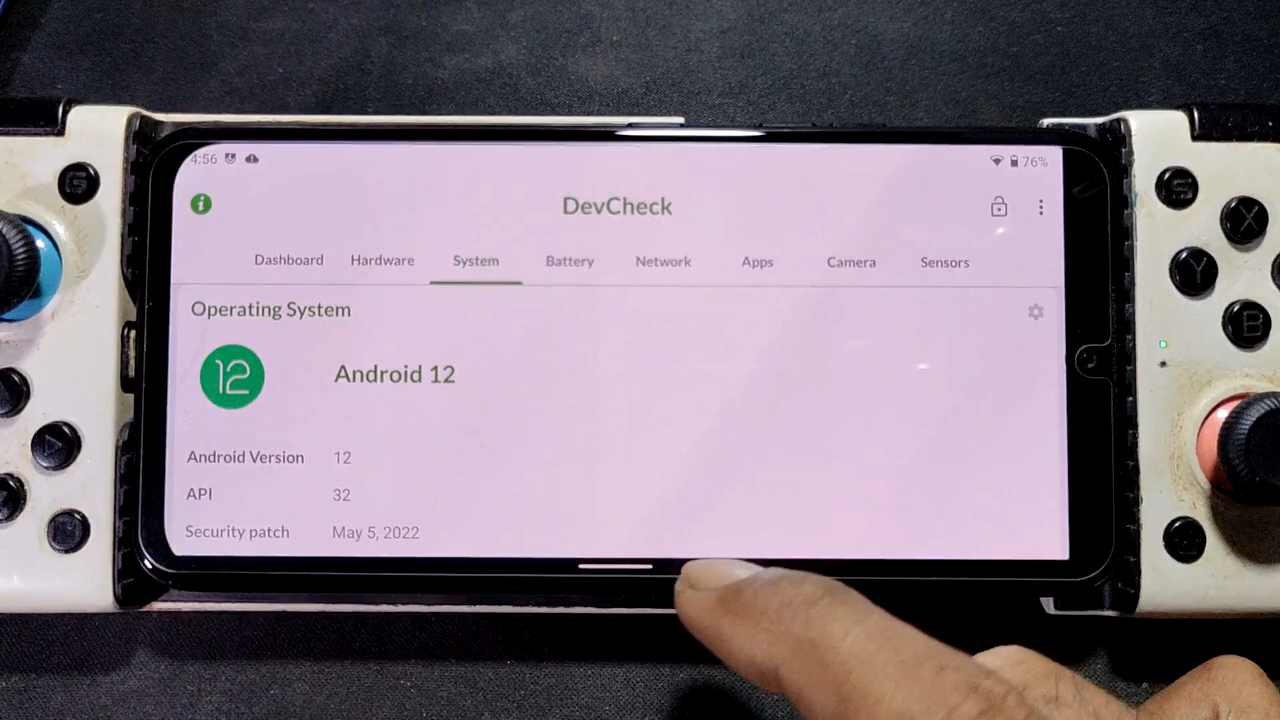 4:56 76%
i DevCheck
Dashboard Hardware System Battery Network Apps Camera Sensors
Operating System
12 Android 12
Android Version 12
API 32
Security patch May 5, 2022
X
Y
B